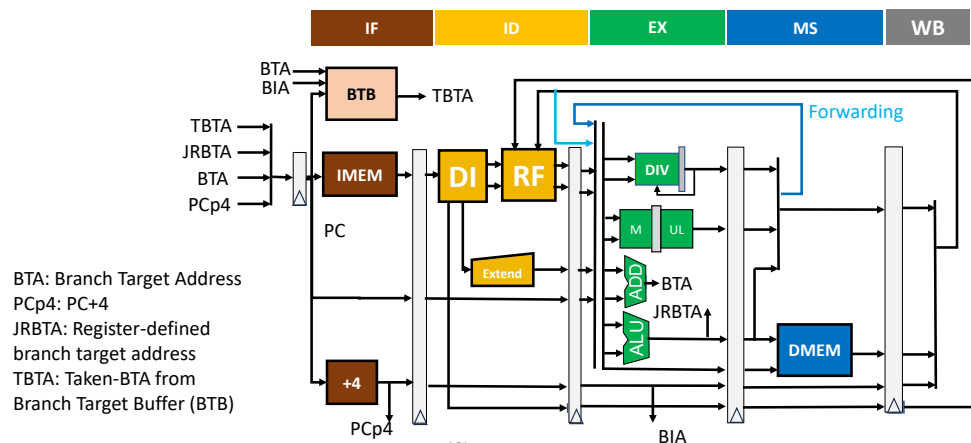 IF
ID
EX
MS
WB
BTA
BIA
BTB
TBTA
Forwarding
TBTA
JRBTA
BTA
PCp4
IMEM
DI
RF
DIV
M
UL
PC
Extend
ADD
BTA
JRBTA
ALU
DMEM
BTA: Branch Target Address
PCp4: PC+4
JRBTA: Register-defined
branch target address
TBTA: Taken-BTA from
Branch Target Buffer (BTB)
+4
PCp4
BIA